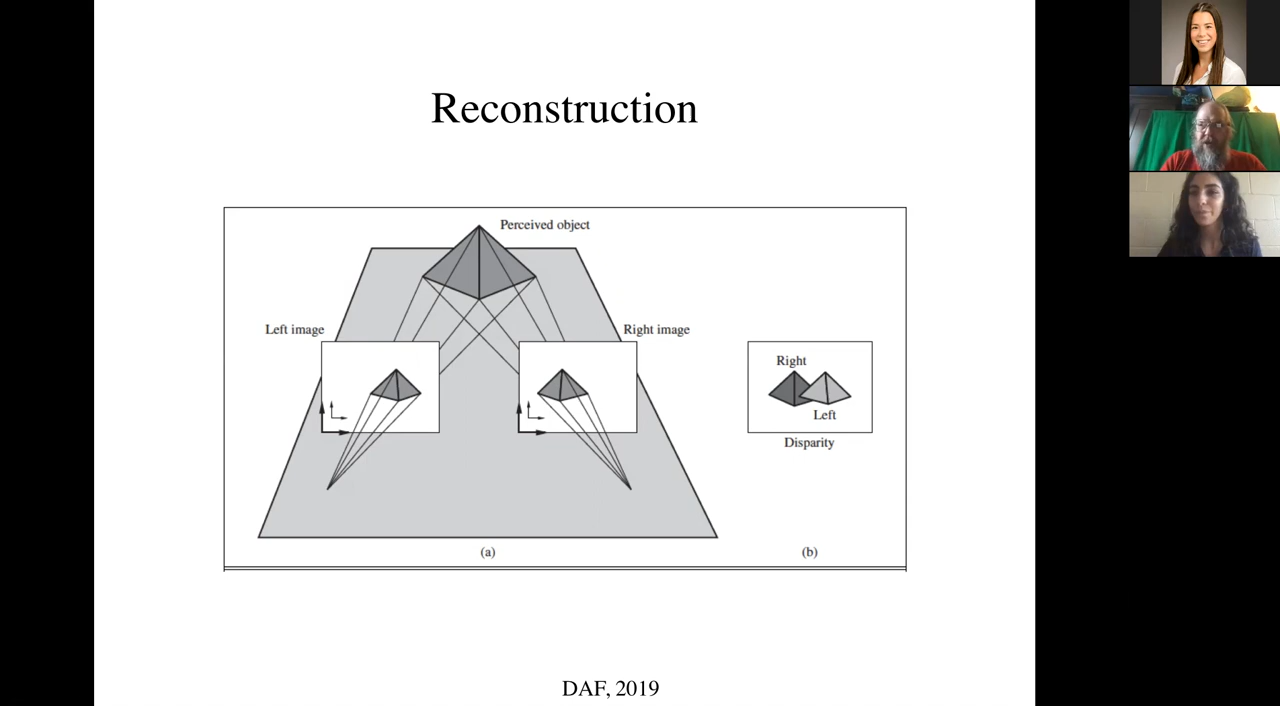 Reconstruction
Perceived object
Left image
Right image
Right
Left
Disparity
(a)
(b)
DAF, 2019